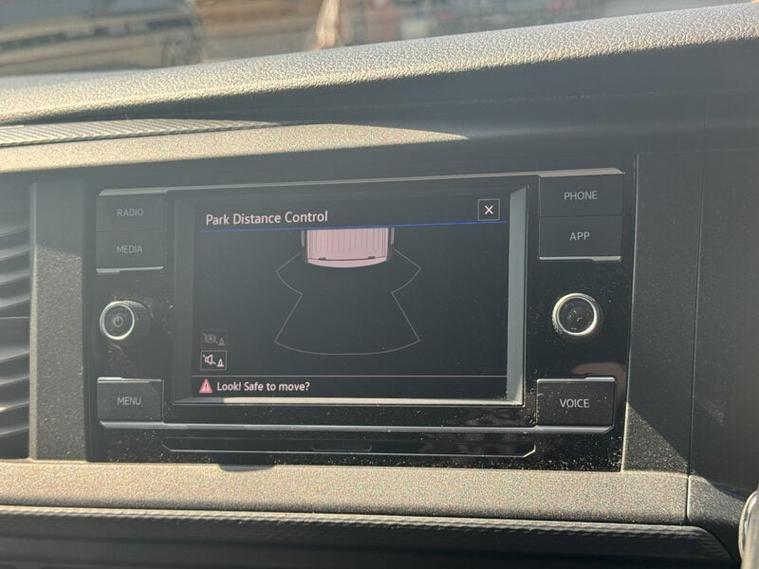 RADIO
MEDIA
MENU
Park Distance Control
X
Look! Safe to move?
PHONE
APP
VOICE